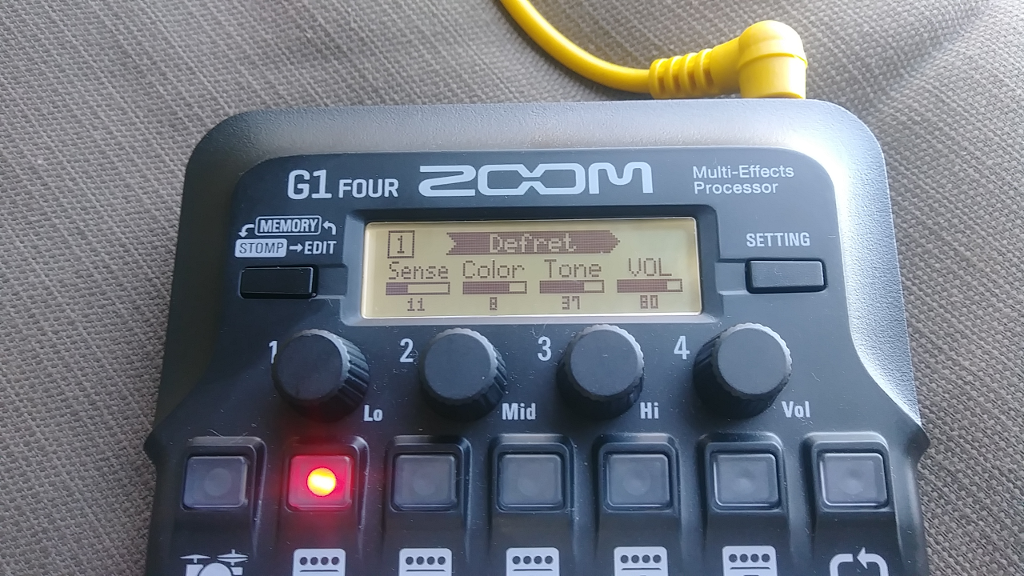 G1 FOUR ZOOM Multi-Effects
Processor
MEMORY
STOMP → EDIT
SETTING
1 Defret
Sense Color Tone VOL
11 8 37 80
1 2 3 4
Lo Mid Hi Vol